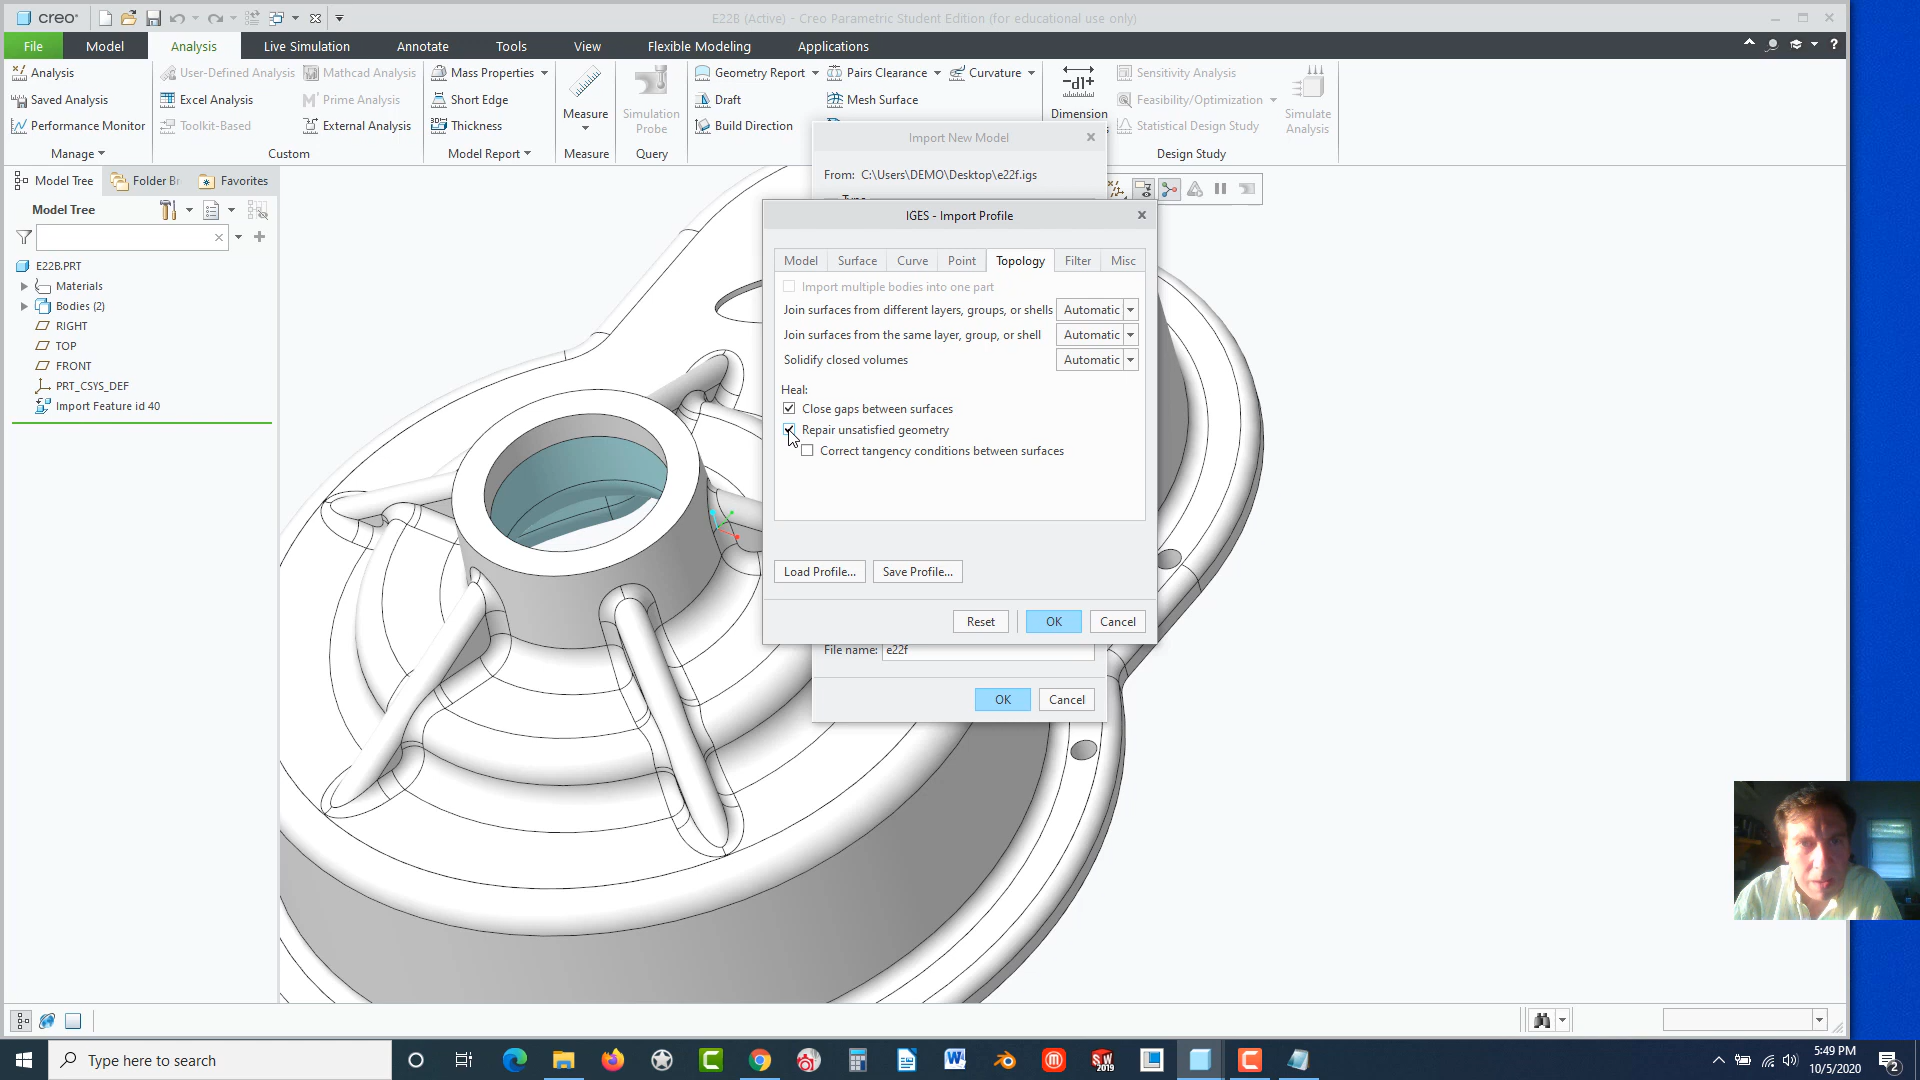 creo
E22B (Active) - Creo Parametric Student Edition (for educational use only)
File Model Analysis Live Simulation Annotate Tools View Flexible Modeling Applications
Analysis User-Defined Analysis Mathcad Analysis Mass Properties Geometry Report Pairs Clearance Curvature Sensitivity Analysis
Saved Analysis Excel Analysis Prime Analysis Short Edge Draft Mesh Surface Feasibility/Optimization
Performance Monitor Toolkit-Based External Analysis Thickness Build Direction Statistical Design Study
Measure
Simulation
Probe
-d1+
Dimension
Simulate
Analysis
Manage Custom Model Report Measure Query Design Study
Import New Model
From: C:\Users\DEMO\Desktop\e22f.igs
IGES - Import Profile
Model Surface Curve Point Topology Filter Misc
Import multiple bodies into one part
Join surfaces from different layers, groups, or shells Automatic
Join surfaces from the same layer, group, or shell Automatic
Solidify closed volumes Automatic
Heal:
Close gaps between surfaces
Repair unsatisfied geometry
Correct tangency conditions between surfaces
Load Profile... Save Profile...
Reset OK Cancel
File name: e22f
OK Cancel
Model Tree Folder Br Favorites
Model Tree
E22B.PRT
Materials
Bodies (2)
RIGHT
TOP
FRONT
PRT_CSYS_DEF
Import Feature id 40
Type here to search
SW
2019
5:49 PM
10/5/2020
2